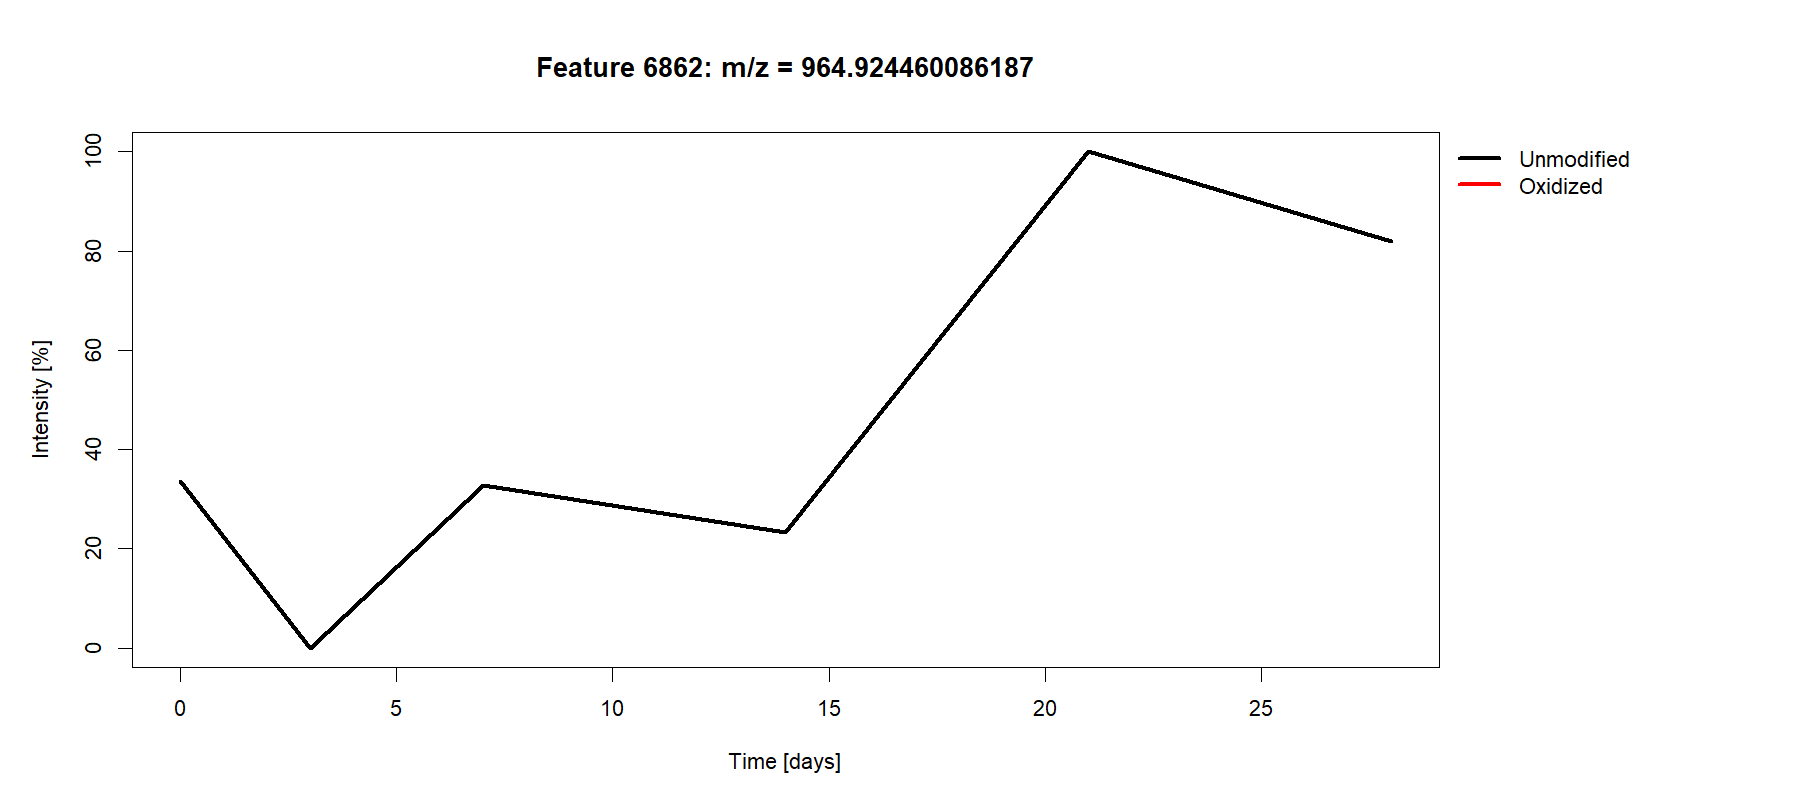 Feature 6862: m/z = 964.924460086187
Unmodified
Oxidized
Intensity [%]
100
80
60
40
20
0
0 5 10 15 20 25
Time [days]